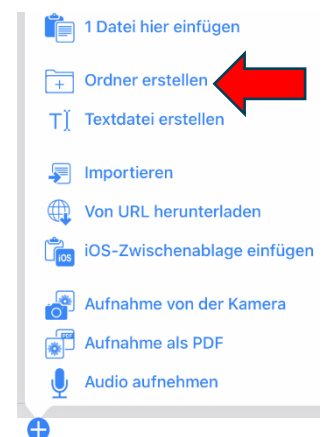 1 Datei hier einfügen
Ordner erstellen
Textdatei erstellen
Importieren
Von URL herunterladen
iOS-Zwischenablage einfügen
Aufnahme von der Kamera
Aufnahme als PDF
Audio aufnehmen